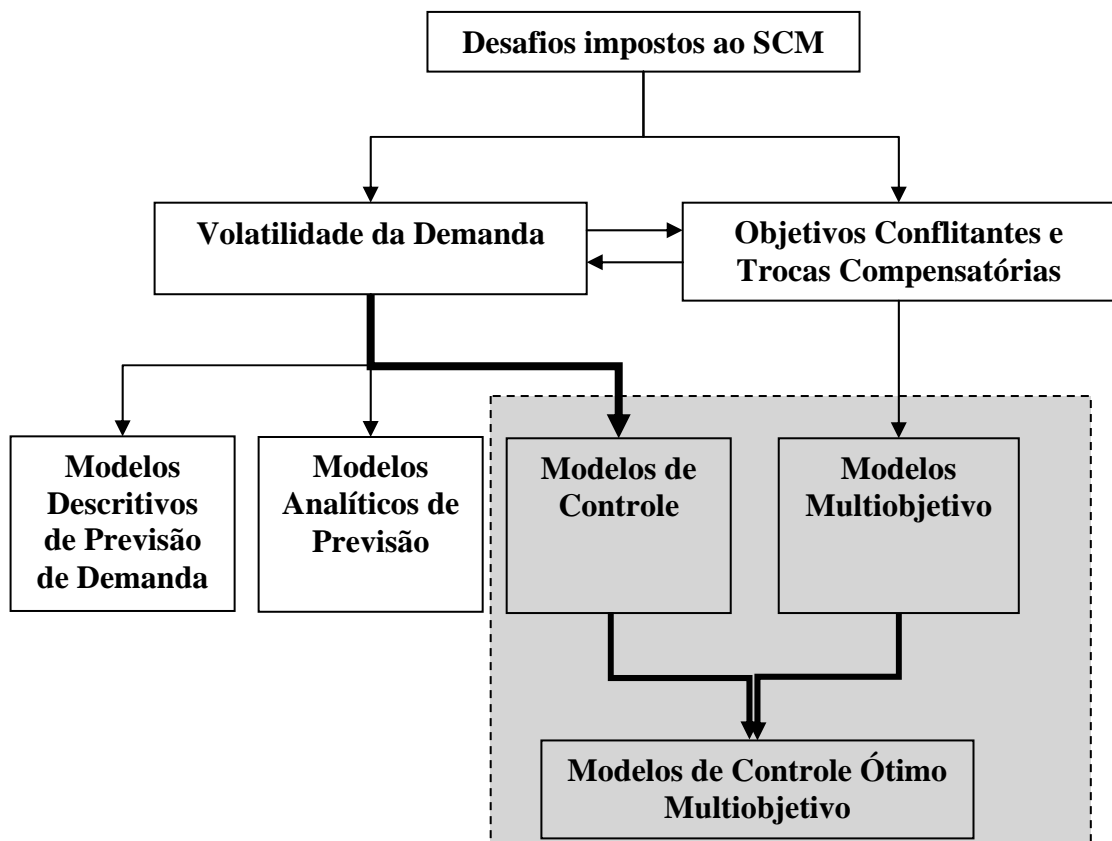 Desafios impostos ao SCM
Volatilidade da Demanda
Objetivos Conflitantes e
Trocas Compensatórias
Modelos
Descritivos
de Previsão
de Demanda
Modelos
Analíticos de
Previsão
Modelos de
Controle
Modelos
Multiobjetivo
Modelos de Controle Ótimo
Multiobjetivo